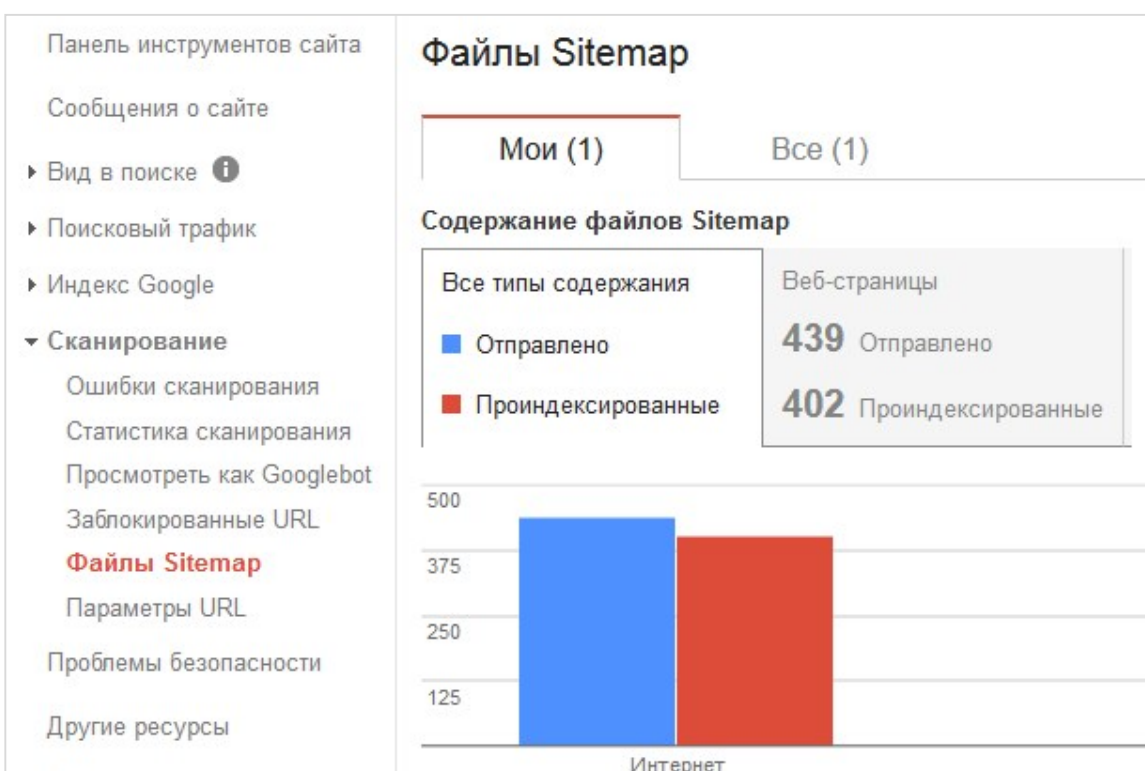 Панель инструментов сайта
Сообщения о сайте
Вид в поиске
Поисковый трафик
Индекс Google
Сканирование
Ошибки сканирования
Статистика сканирования
Просмотреть как Googlebot
Заблокированные URL
Файлы Sitemap
Параметры URL
Проблемы безопасности
Другие ресурсы
Файлы Sitemap
Мои (1)
Все (1)
Содержание файлов Sitemap
Все типы содержания
Отправлено
Проиндексированные
Веб-страницы
439 Отправлено
402 Проиндексированные
500
375
250
125
Интернет